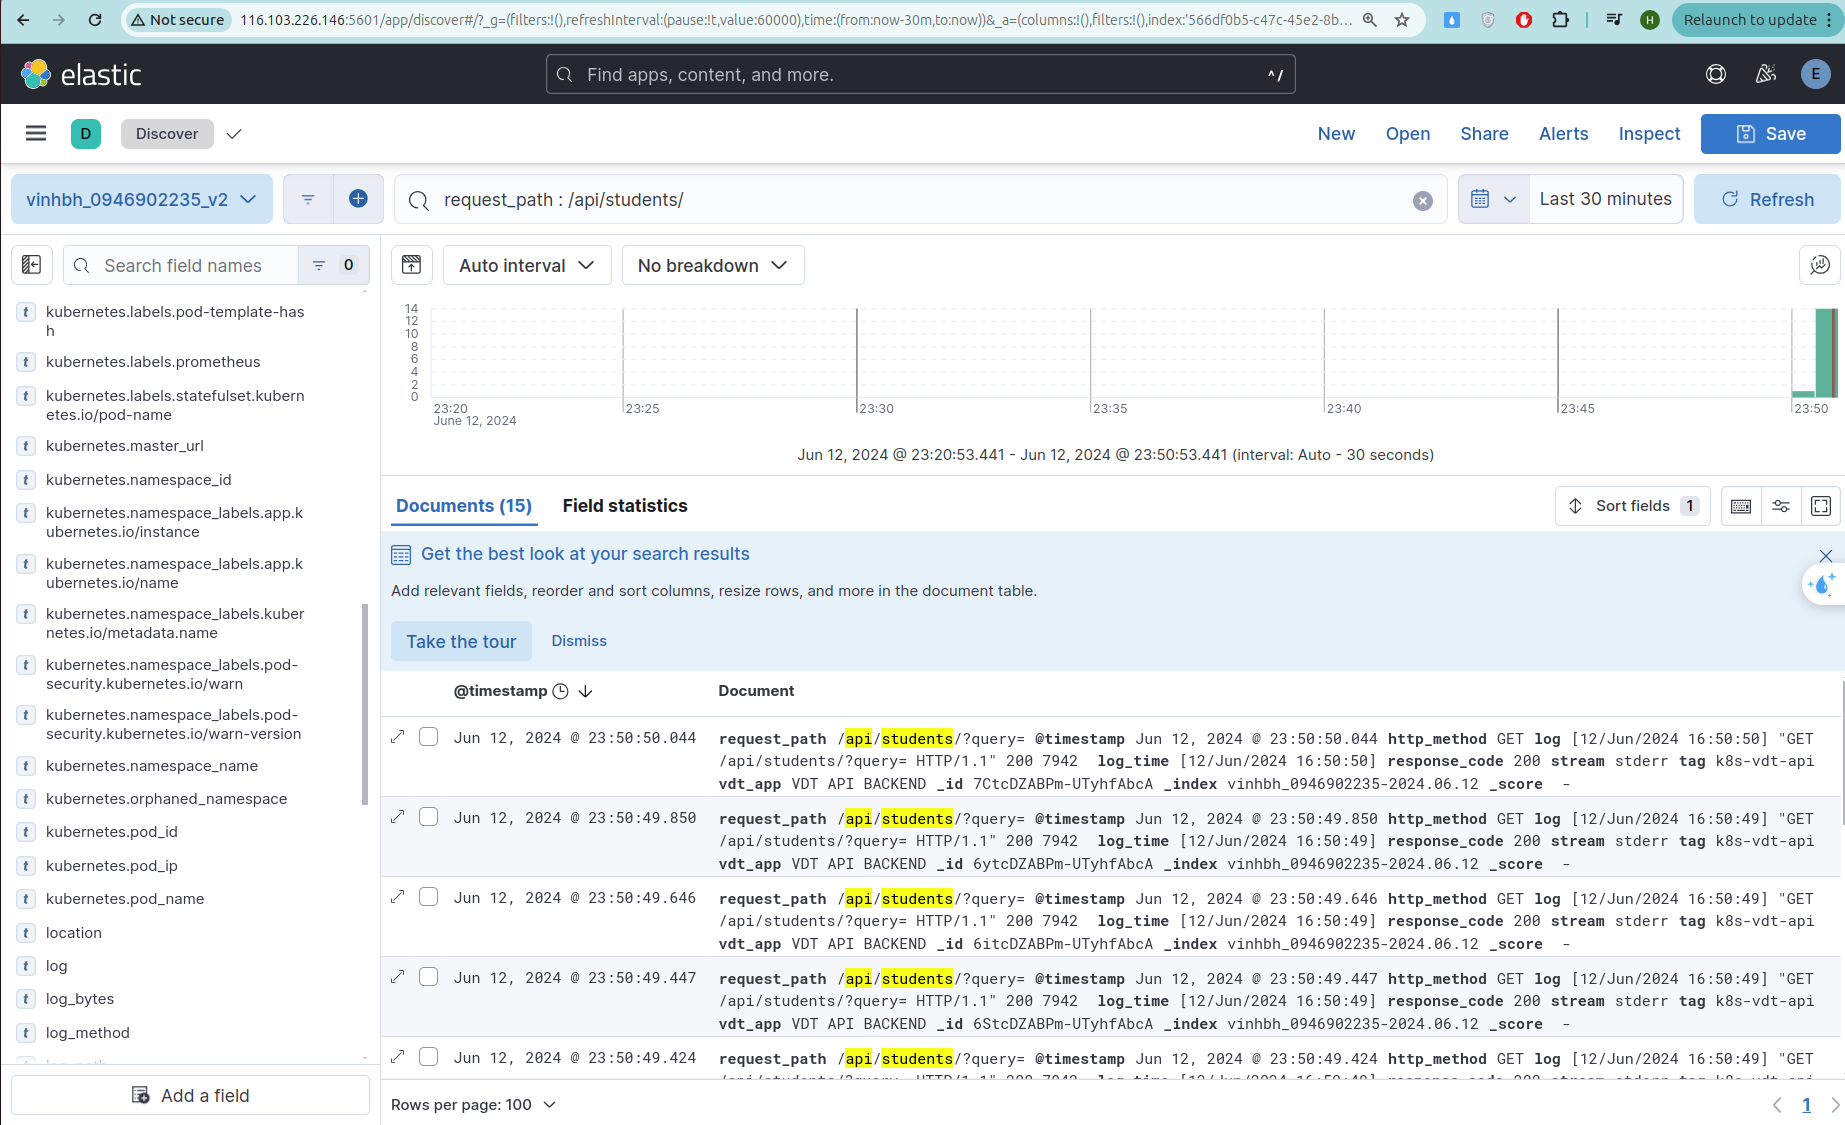 Not secure
116.103.226.146:5601/app/discover#/?_g=(filters:!(),refreshInterval:(pause:!t,value:60000),time:(from:now-30m,to:now))&_a=(columns:!(),filters:!(),index:'566df0b5-c47c-45e2-8b...
H
Relaunch to update
elastic
Find apps, content, and more.
^/
E
D
Discover
New
Open
Share
Alerts
Inspect
Save
vinhbh_0946902235_v2
request_path : /api/students/
Last 30 minutes
Refresh
Search field names
0
Auto interval
No breakdown
t kubernetes.labels.pod-template-has
h
t kubernetes.labels.prometheus
t kubernetes.labels.statefulset.kubern
etes.io/pod-name
t kubernetes.master_url
t kubernetes.namespace_id
t kubernetes.namespace_labels.app.k
ubernetes.io/instance
t kubernetes.namespace_labels.app.k
ubernetes.io/name
t kubernetes.namespace_labels.kuber
netes.io/metadata.name
t kubernetes.namespace_labels.pod-
security.kubernetes.io/warn
t kubernetes.namespace_labels.pod-
security.kubernetes.io/warn-version
t kubernetes.namespace_name
t kubernetes.orphaned_namespace
t kubernetes.pod_id
t kubernetes.pod_ip
t kubernetes.pod_name
t location
t log
t log_bytes
t log_method
Add a field
14
12
10
8
6
4
2
0
23:20
June 12, 2024
23:25
23:30
23:35
23:40
23:45
23:50
Jun 12, 2024 @ 23:20:53.441 - Jun 12, 2024 @ 23:50:53.441 (interval: Auto - 30 seconds)
Documents (15)
Field statistics
Sort fields
1
Get the best look at your search results
Add relevant fields, reorder and sort columns, resize rows, and more in the document table.
Take the tour
Dismiss
@timestamp
Document
Jun 12, 2024 @ 23:50:50.044
request_path /api/students/?query= @timestamp Jun 12, 2024 @ 23:50:50.044 http_method GET log [12/Jun/2024 16:50:50] "GET
/api/students/?query= HTTP/1.1" 200 7942 log_time [12/Jun/2024 16:50:50] response_code 200 stream stderr tag k8s-vdt-api
vdt_app VDT API BACKEND _id 7CtcDZABPm-UTyhfAbcA _index vinhbh_0946902235-2024.06.12 _score -
Jun 12, 2024 @ 23:50:49.850
request_path /api/students/?query= @timestamp Jun 12, 2024 @ 23:50:49.850 http_method GET log [12/Jun/2024 16:50:49] "GET
/api/students/?query= HTTP/1.1" 200 7942 log_time [12/Jun/2024 16:50:49] response_code 200 stream stderr tag k8s-vdt-api
vdt_app VDT API BACKEND _id 6ytcDZABPm-UTyhfAbcA _index vinhbh_0946902235-2024.06.12 _score -
Jun 12, 2024 @ 23:50:49.646
request_path /api/students/?query= @timestamp Jun 12, 2024 @ 23:50:49.646 http_method GET log [12/Jun/2024 16:50:49] "GET
/api/students/?query= HTTP/1.1" 200 7942 log_time [12/Jun/2024 16:50:49] response_code 200 stream stderr tag k8s-vdt-api
vdt_app VDT API BACKEND _id 6itcDZABPm-UTyhfAbcA _index vinhbh_0946902235-2024.06.12 _score -
Jun 12, 2024 @ 23:50:49.447
request_path /api/students/?query= @timestamp Jun 12, 2024 @ 23:50:49.447 http_method GET log [12/Jun/2024 16:50:49] "GET
/api/students/?query= HTTP/1.1" 200 7942 log_time [12/Jun/2024 16:50:49] response_code 200 stream stderr tag k8s-vdt-api
vdt_app VDT API BACKEND _id 6StcDZABPm-UTyhfAbcA _index vinhbh_0946902235-2024.06.12 _score -
Jun 12, 2024 @ 23:50:49.424
request_path /api/students/?query= @timestamp Jun 12, 2024 @ 23:50:49.424 http_method GET log [12/Jun/2024 16:50:49] "GET
Rows per page: 100
1